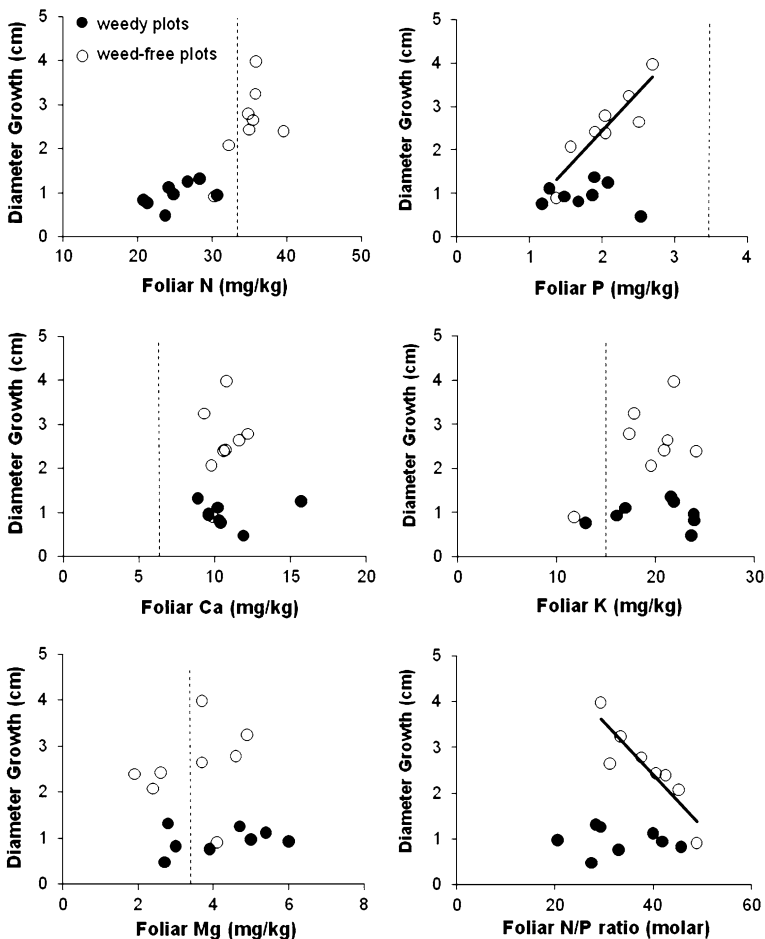 5
4
3
2
1
0
Diameter Growth (cm)
weedy plots
weed-free plots
10 20 30 40 50
Foliar N (mg/kg)
5
4
3
2
1
0
Diameter Growth (cm)
0 1 2 3 4
Foliar P (mg/kg)
5
4
3
2
1
0
Diameter Growth (cm)
0 5 10 15 20
Foliar Ca (mg/kg)
5
4
3
2
1
0
Diameter Growth (cm)
0 10 20 30
Foliar K (mg/kg)
5
4
3
2
1
0
Diameter Growth (cm)
0 2 4 6 8
Foliar Mg (mg/kg)
5
4
3
2
1
0
Diameter Growth (cm)
0 20 40 60
Foliar N/P ratio (molar)